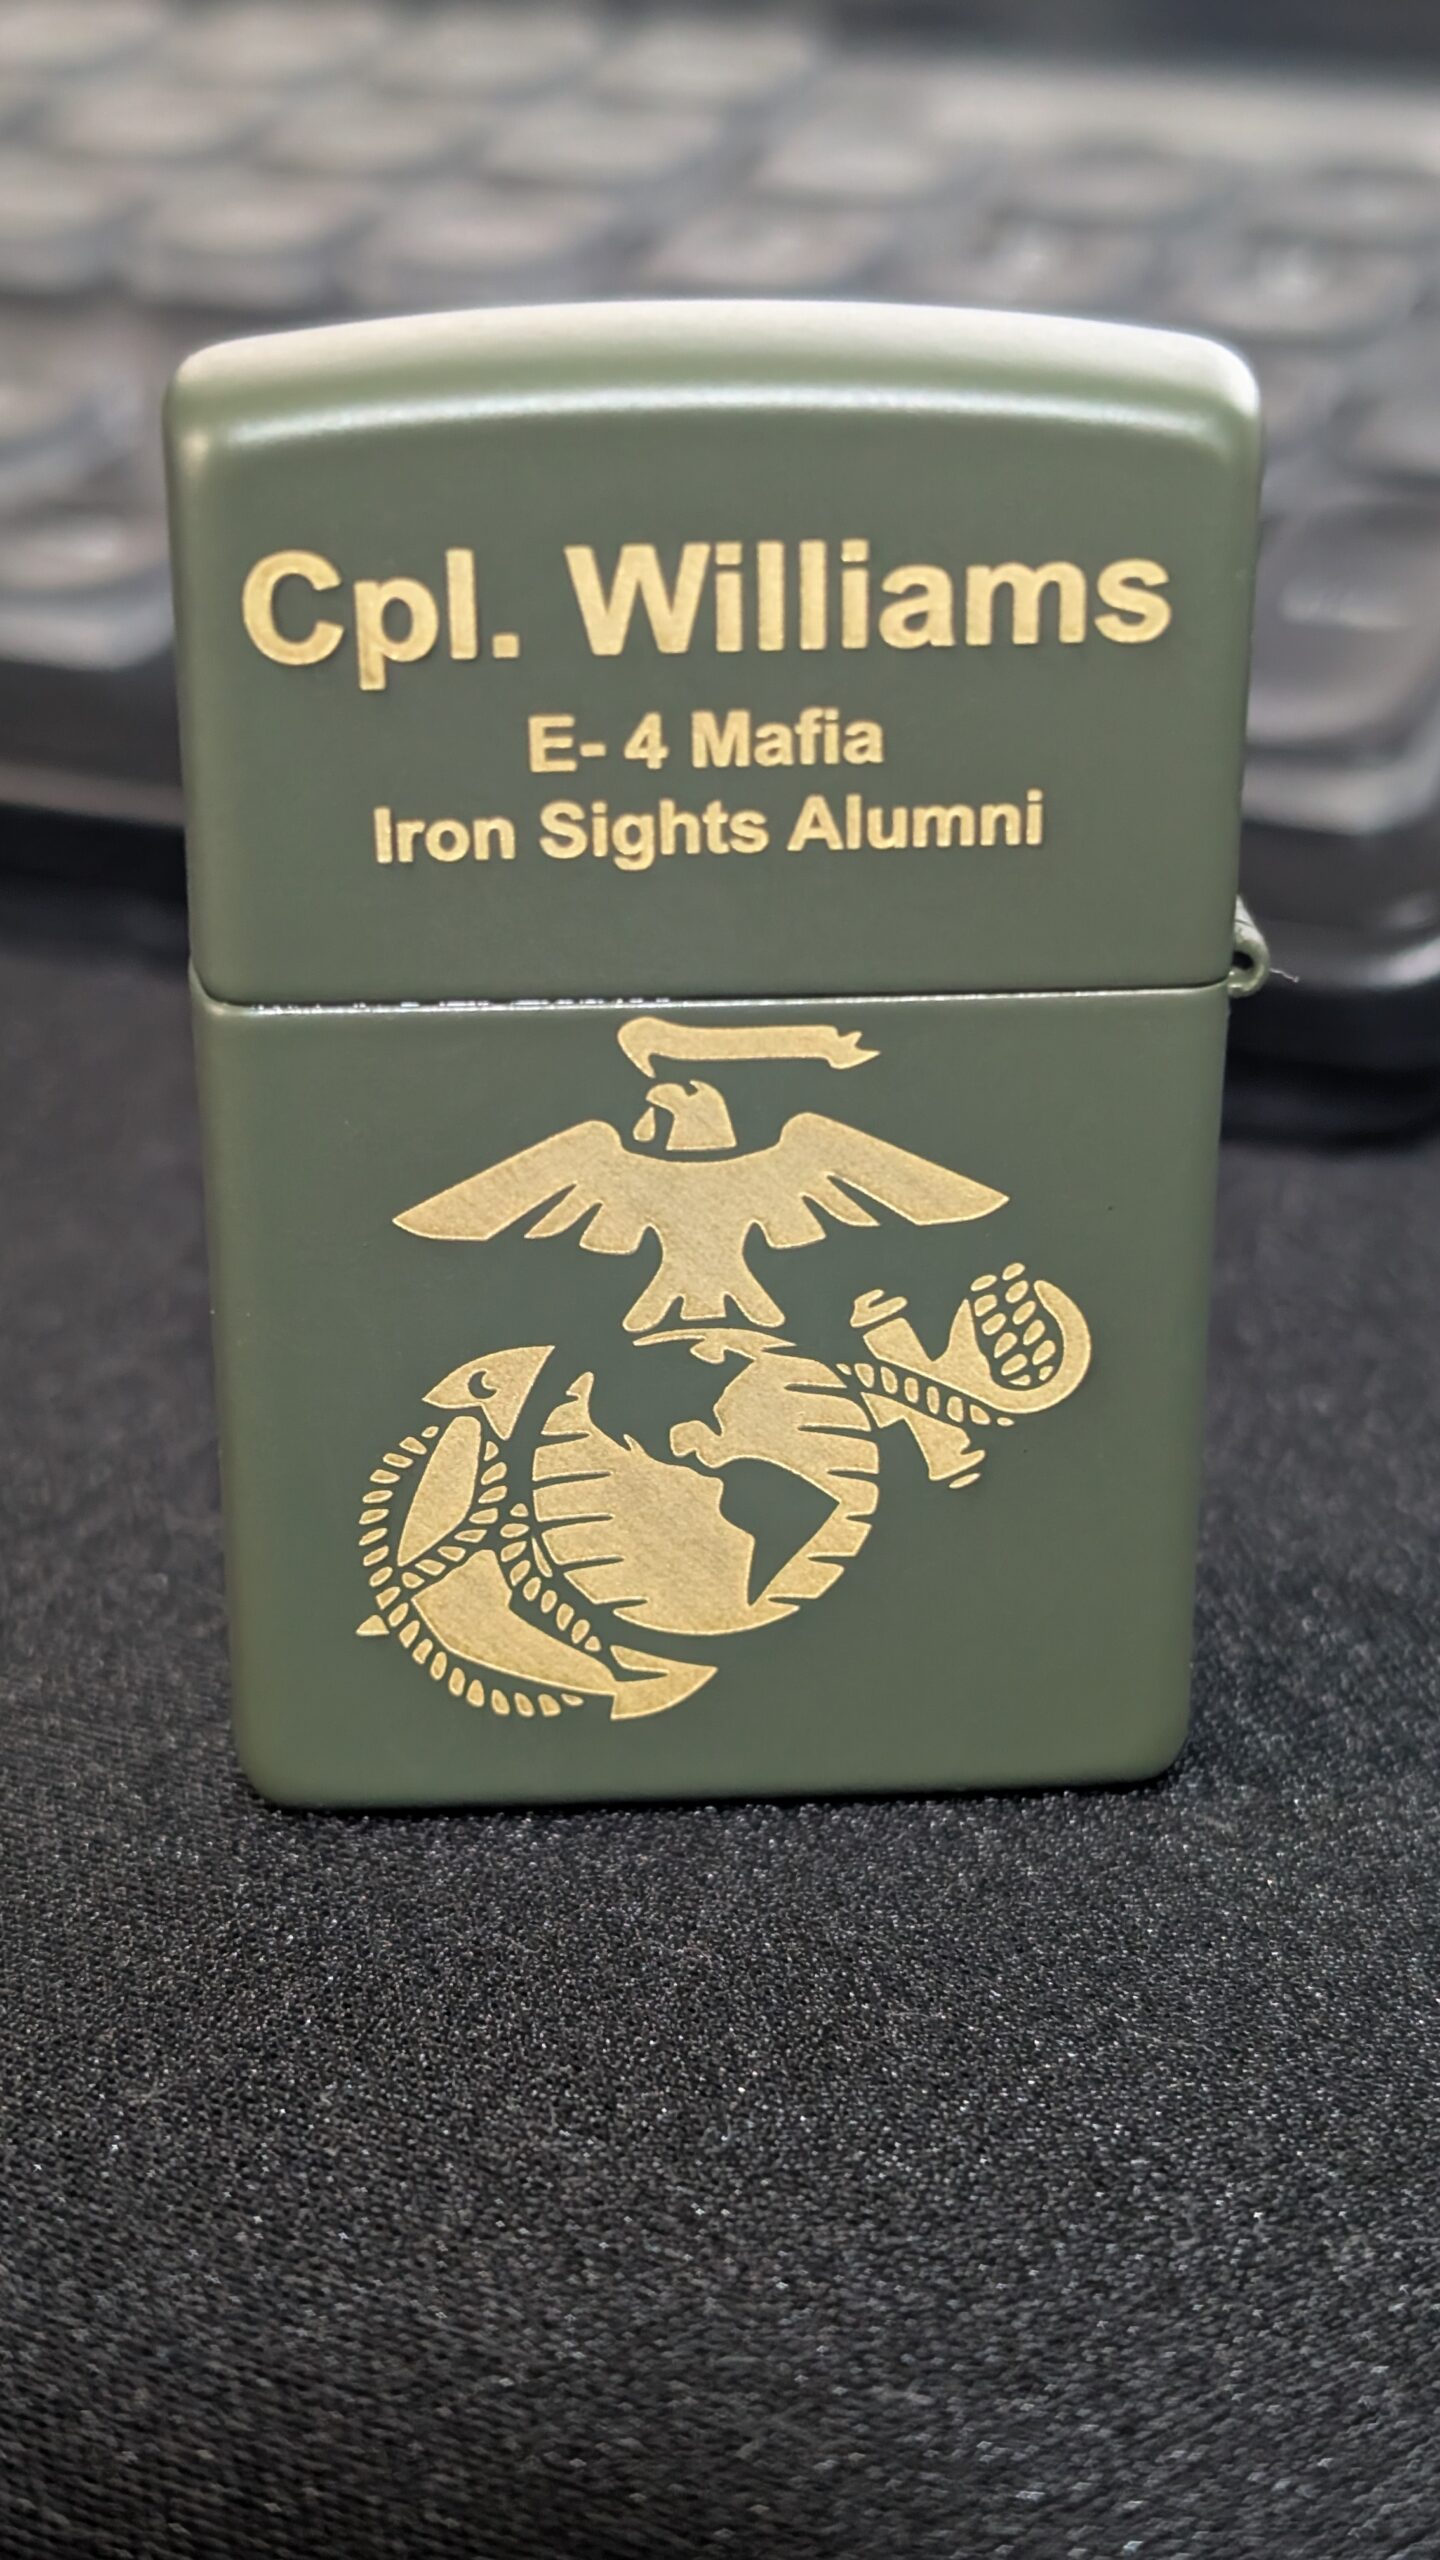 Cpl. Williams
E- 4 Mafia
Iron Sights Alumni